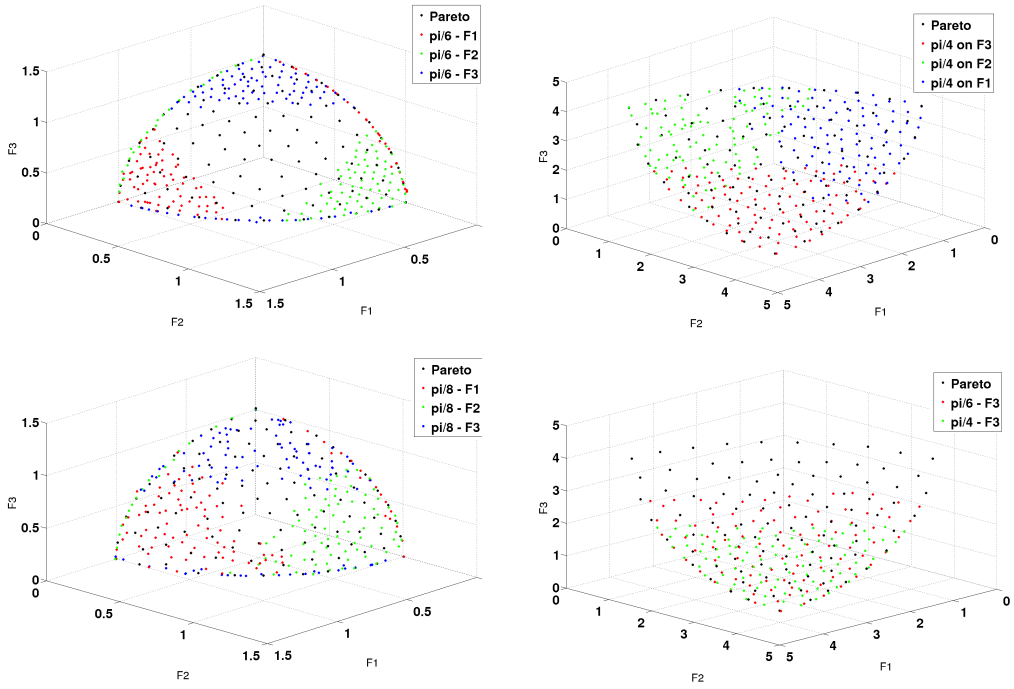 Pareto
pi/6 - F1
pi/6 - F2
pi/6 - F3
1.5
1
0.5
0
F3
0
0.5
1
1.5
F2
1.5
1
0.5
F1
Pareto
pi/4 on F3
pi/4 on F2
pi/4 on F1
5
4
3
2
1
0
F3
0
1
2
3
4
5
F2
5
4
3
2
1
0
F1
Pareto
pi/8 - F1
pi/8 - F2
pi/8 - F3
1.5
1
0.5
0
F3
0
0.5
1
1.5
F2
1.5
1
0.5
F1
Pareto
pi/6 - F3
pi/4 - F3
5
4
3
2
1
0
F3
0
1
2
3
4
5
F2
5
4
3
2
1
0
F1